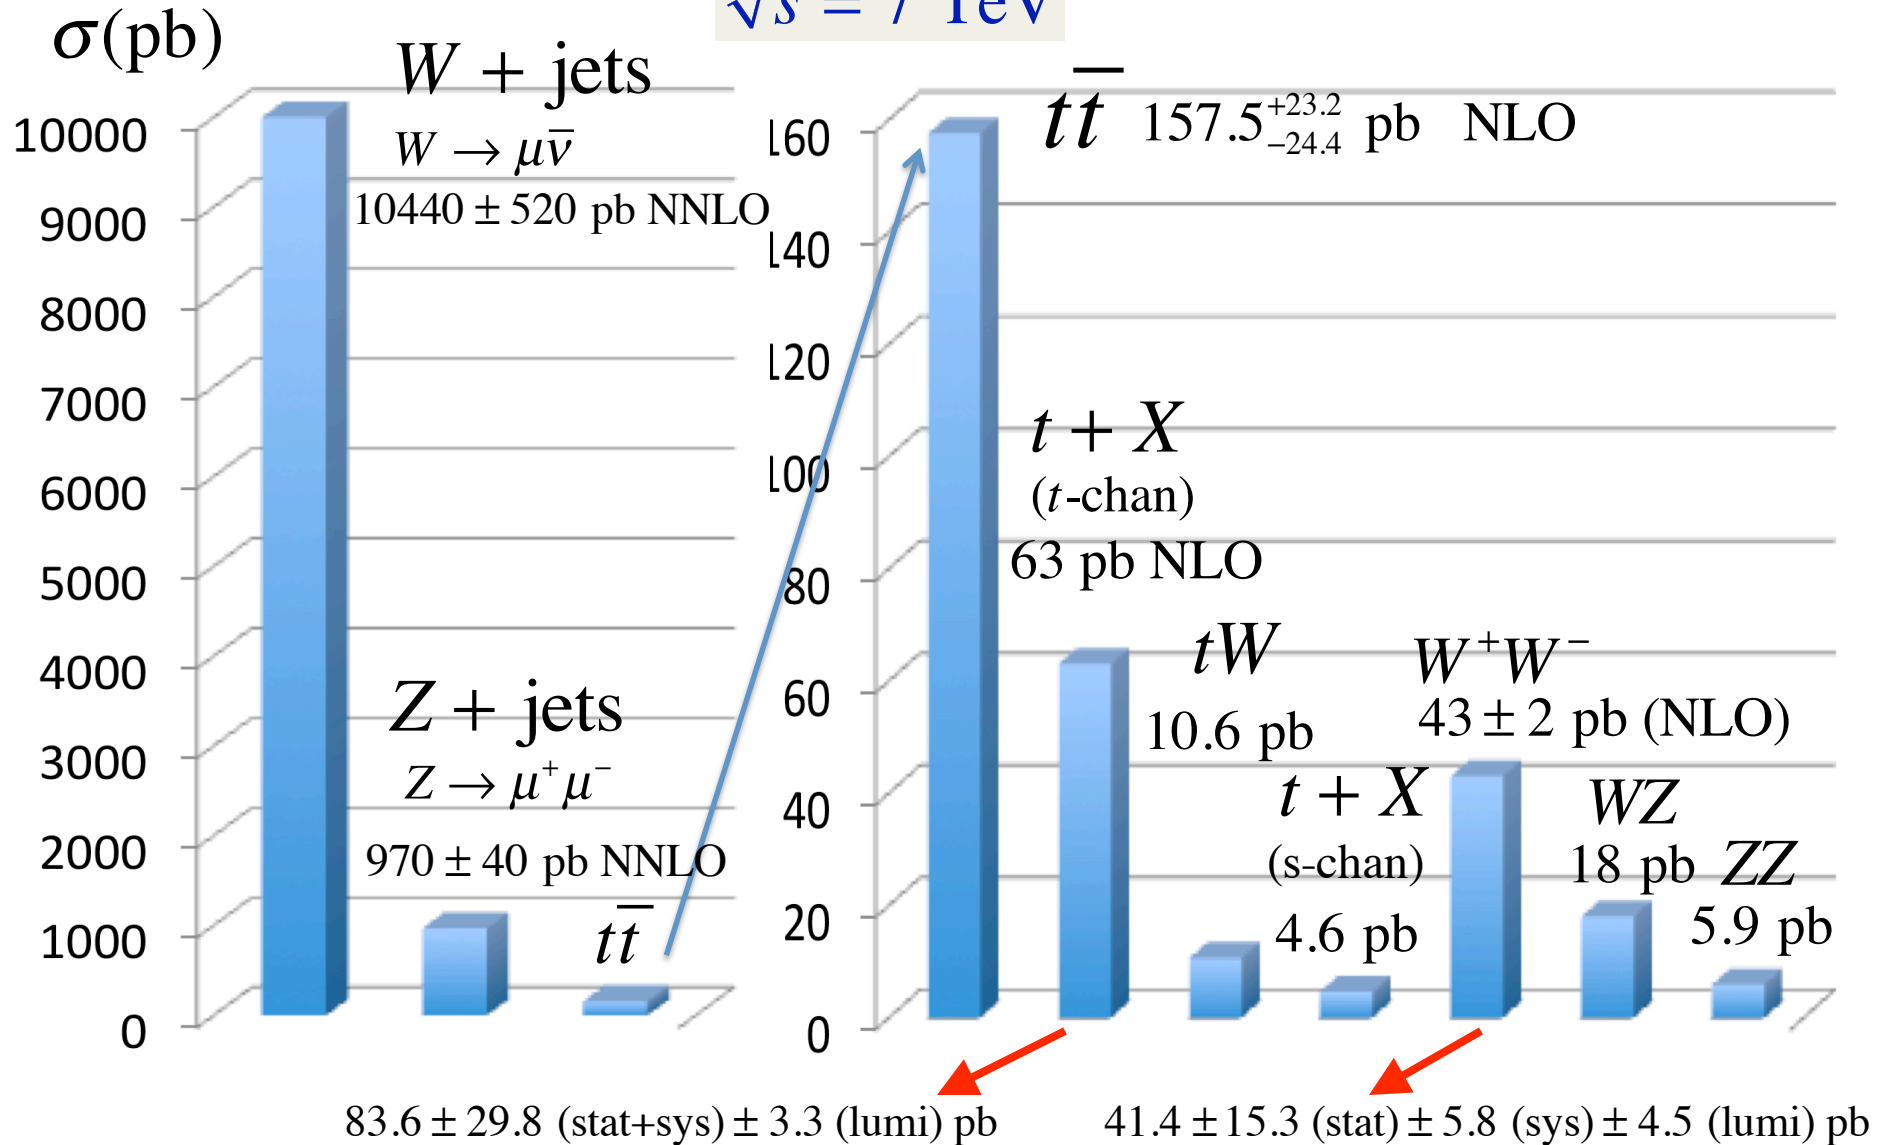 √s = 7 TeV
σ(pb)
W + jets
W → μν̅
10440 ± 520 pb NNLO
10000
9000
8000
7000
6000
5000
4000
3000
2000
1000
0
Z + jets
Z → μ⁺μ⁻
970 ± 40 pb NNLO
tt̅
160
140
120
100
80
60
40
20
0
tt̅ 157.5 +23.2 −24.4 pb NLO
t + X
(t-chan)
63 pb NLO
tW
10.6 pb
t + X
(s-chan)
4.6 pb
W⁺W⁻
43 ± 2 pb (NLO)
WZ
18 pb
ZZ
5.9 pb
83.6 ± 29.8 (stat+sys) ± 3.3 (lumi) pb
41.4 ± 15.3 (stat) ± 5.8 (sys) ± 4.5 (lumi) pb